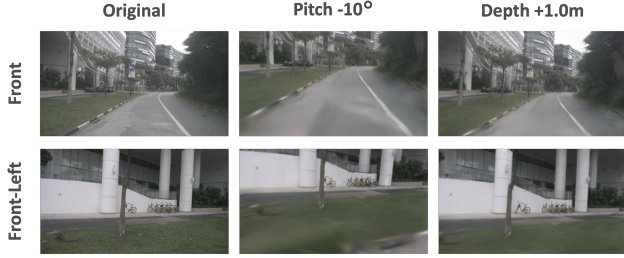 Original
Pitch -10°
Depth +1.0m
Front
Front-Left